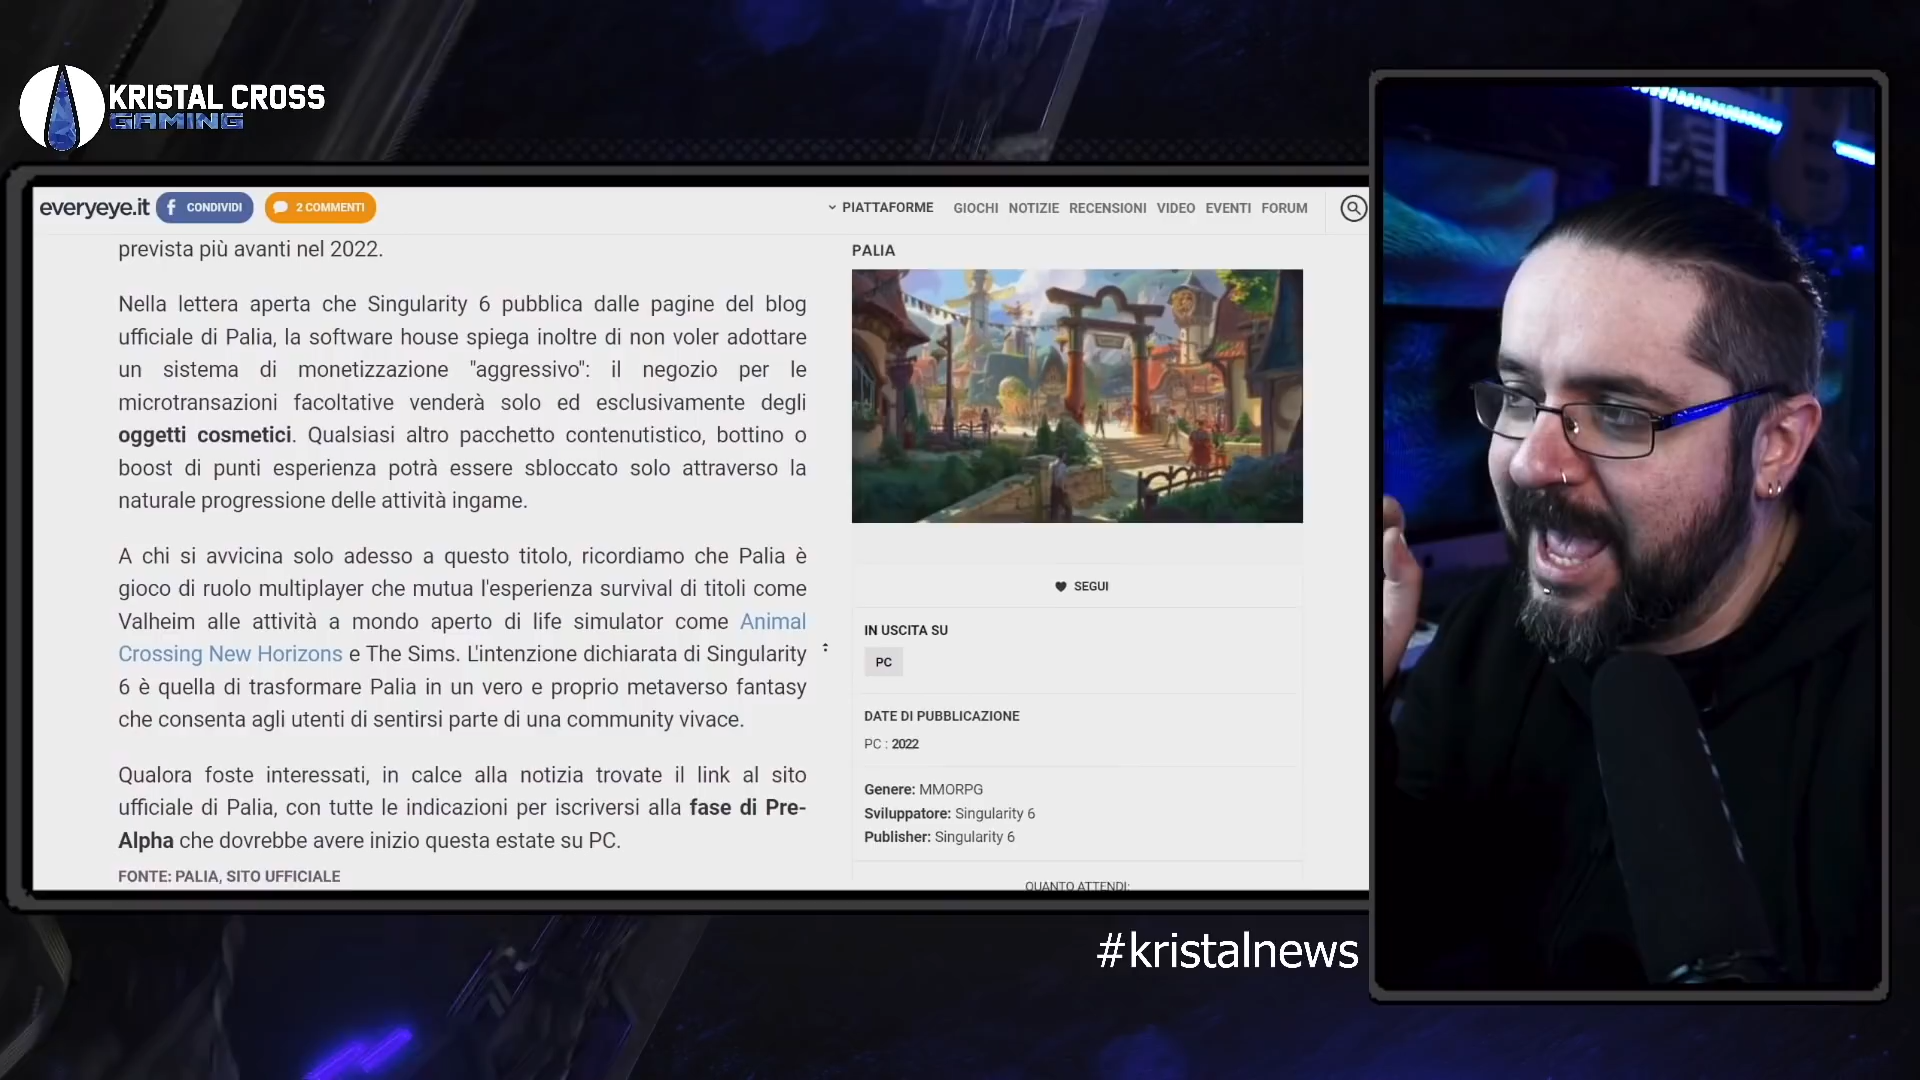 KRISTAL CROSS
GAMING
everyeye.it
CONDIVIDI
2 COMMENTI
PIATTAFORME
GIOCHI
NOTIZIE
RECENSIONI
VIDEO
EVENTI
FORUM
prevista più avanti nel 2022.
Nella lettera aperta che Singularity 6 pubblica dalle pagine del blog
ufficiale di Palia, la software house spiega inoltre di non voler adottare
un sistema di monetizzazione "aggressivo": il negozio per le
microtransazioni facoltative venderà solo ed esclusivamente degli
oggetti cosmetici. Qualsiasi altro pacchetto contenutistico, bottino o
boost di punti esperienza potrà essere sbloccato solo attraverso la
naturale progressione delle attività ingame.
A chi si avvicina solo adesso a questo titolo, ricordiamo che Palia è
gioco di ruolo multiplayer che mutua l'esperienza survival di titoli come
Valheim alle attività a mondo aperto di life simulator come Animal
Crossing New Horizons e The Sims. L'intenzione dichiarata di Singularity
6 è quella di trasformare Palia in un vero e proprio metaverso fantasy
che consenta agli utenti di sentirsi parte di una community vivace.
Qualora foste interessati, in calce alla notizia trovate il link al sito
ufficiale di Palia, con tutte le indicazioni per iscriversi alla fase di Pre-
Alpha che dovrebbe avere inizio questa estate su PC.
FONTE: PALIA, SITO UFFICIALE
PALIA
SEGUI
IN USCITA SU
PC
DATE DI PUBBLICAZIONE
PC : 2022
Genere: MMORPG
Sviluppatore: Singularity 6
Publisher: Singularity 6
QUANTO ATTENDI:
#kristalnews